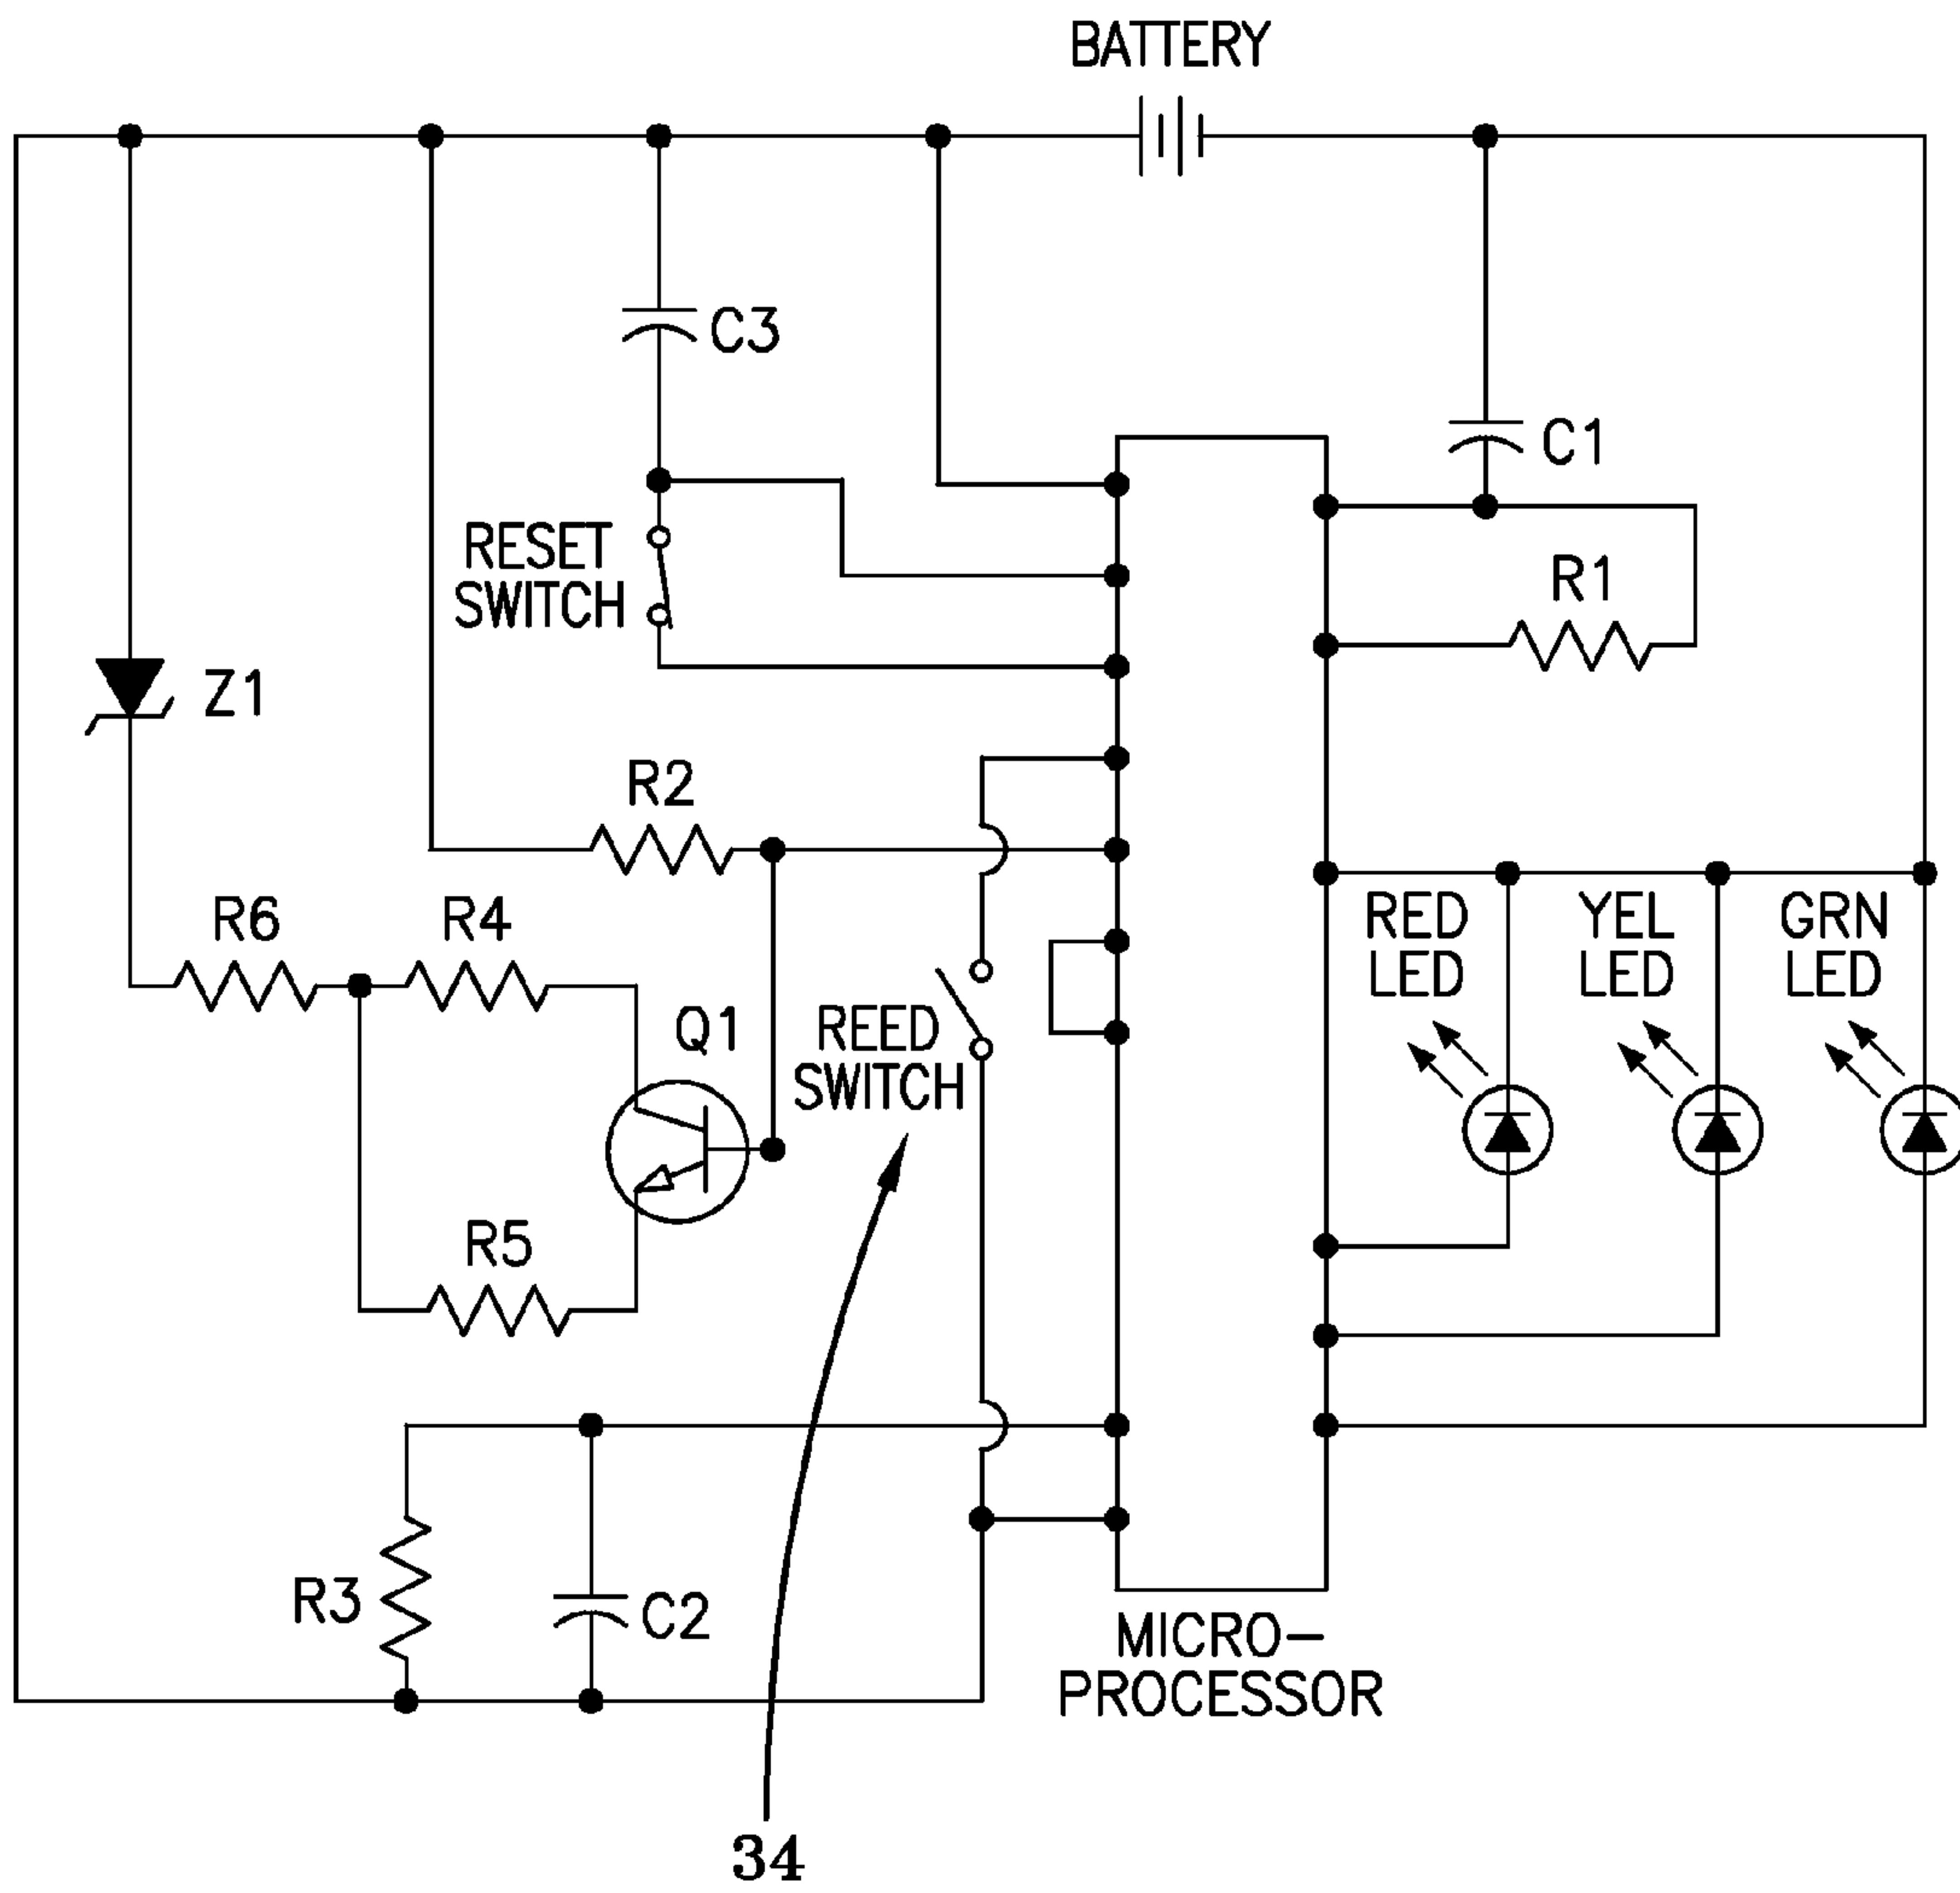 BATTERY
C3
C1
RESET
SWITCH
R1
Z1
R2
RED
LED
YEL
LED
GRN
LED
R6
R4
Q1
REED
SWITCH
R5
R3
C2
MICRO-
PROCESSOR
34